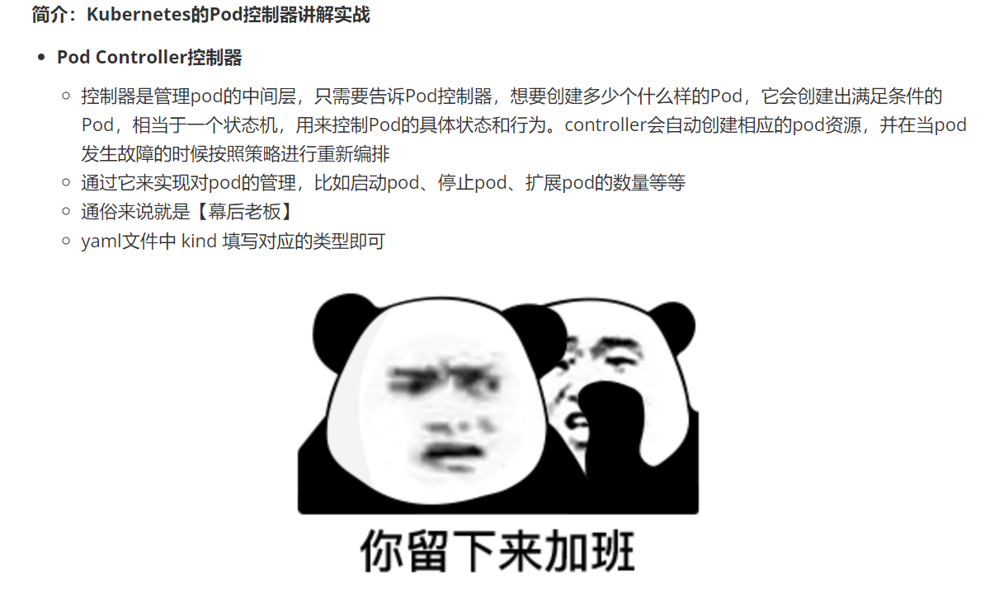 简介：Kubernetes的Pod控制器讲解实战
Pod Controller控制器
控制器是管理pod的中间层，只需要告诉Pod控制器，想要创建多少个什么样的Pod，它会创建出满足条件的
Pod，相当于一个状态机，用来控制Pod的具体状态和行为。controller会自动创建相应的pod资源，并在当pod
发生故障的时候按照策略进行重新编排
通过它来实现对pod的管理，比如启动pod、停止pod、扩展pod的数量等等
通俗来说就是【幕后老板】
yaml文件中 kind 填写对应的类型即可
你留下来加班